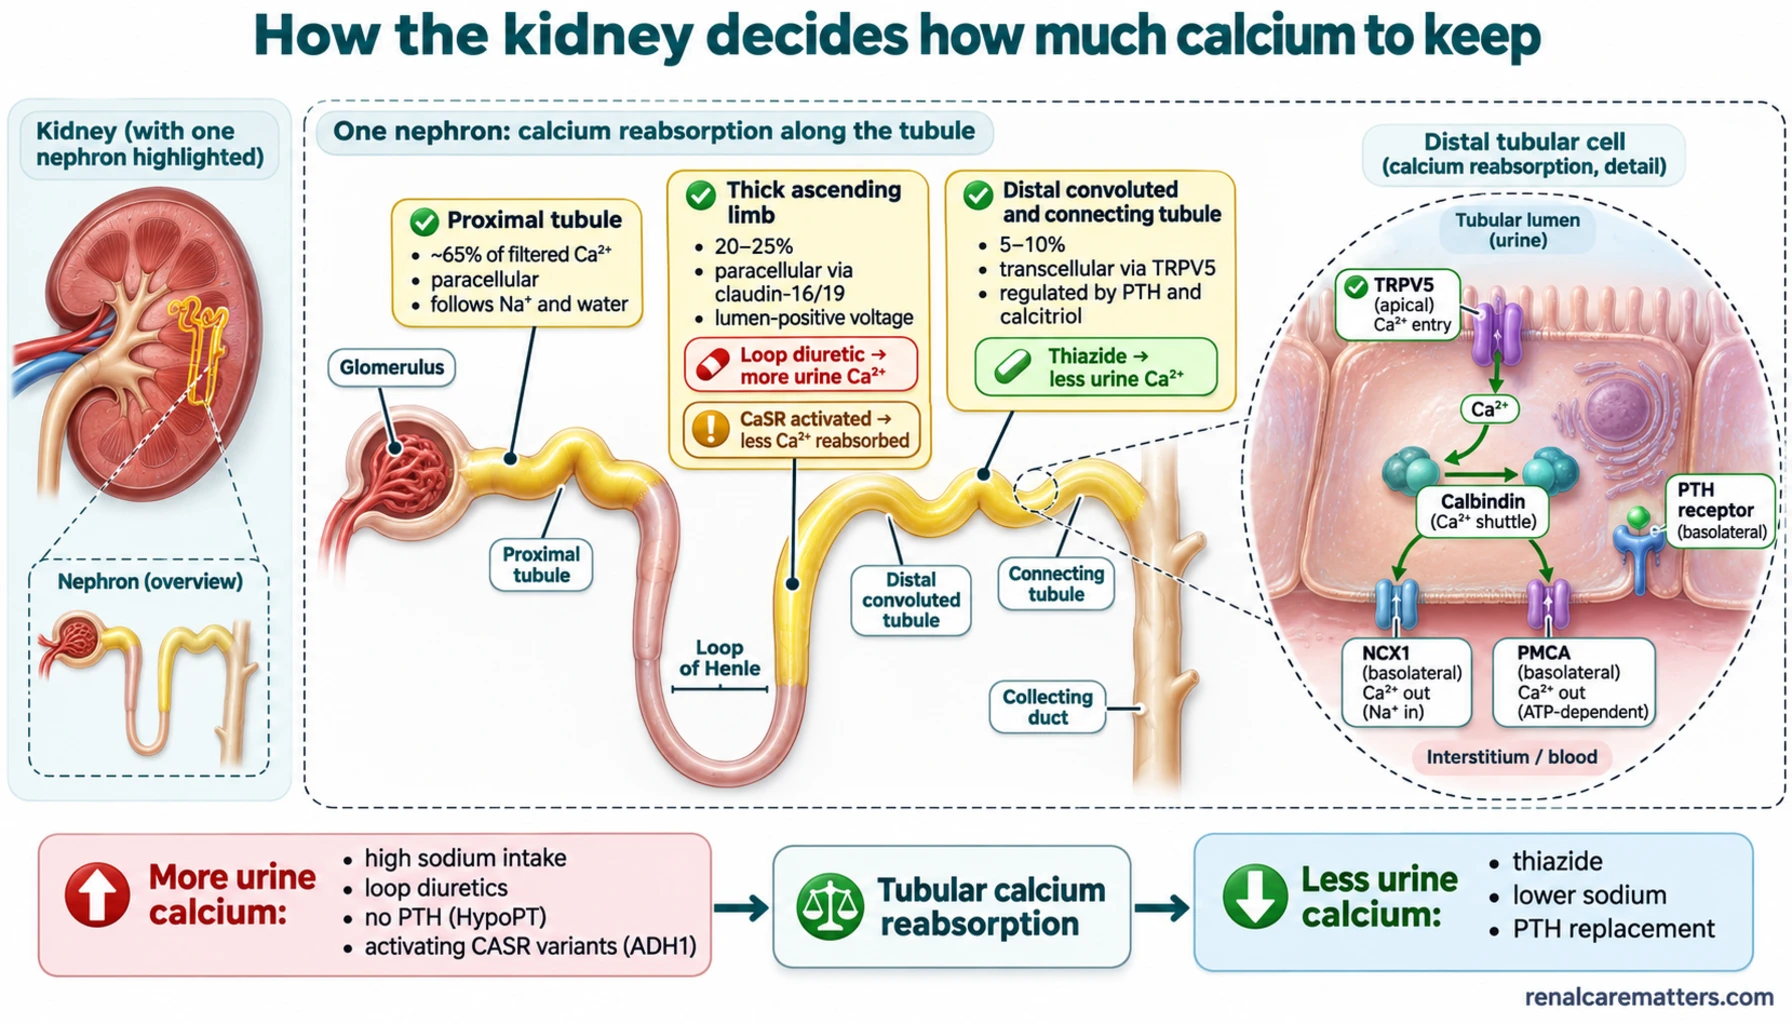 How the kidney decides how much calcium to keep
Kidney (with one
nephron highlighted)
Nephron (overview)
One nephron: calcium reabsorption along the tubule
Glomerulus
Proximal tubule
• ~65% of filtered Ca²⁺
• paracellular
• follows Na⁺ and water
Thick ascending
limb
• 20–25%
• paracellular via
claudin-16/19
• lumen-positive voltage
Loop diuretic →
more urine Ca²⁺
CaSR activated →
less Ca²⁺ reabsorbed
Distal convoluted
and connecting tubule
• 5–10%
• transcellular via TRPV5
• regulated by PTH and
calcitriol
Thiazide →
less urine Ca²⁺
Proximal
tubule
Loop
of Henle
Distal
convoluted
tubule
Connecting
tubule
Collecting
duct
Distal tubular cell
(calcium reabsorption, detail)
Tubular lumen
(urine)
TRPV5
(apical)
Ca²⁺ entry
Ca²⁺
Calbindin
(Ca²⁺ shuttle)
PTH
receptor
(basolateral)
NCX1
(basolateral)
Ca²⁺ out
(Na⁺ in)
PMCA
(basolateral)
Ca²⁺ out
(ATP-dependent)
Interstitium / blood
More urine
calcium:
• high sodium intake
• loop diuretics
• no PTH (HypoPT)
• activating CASR variants (ADH1)
Tubular calcium
reabsorption
Less urine
calcium:
• thiazide
• lower sodium
• PTH replacement
renalcarematters.com